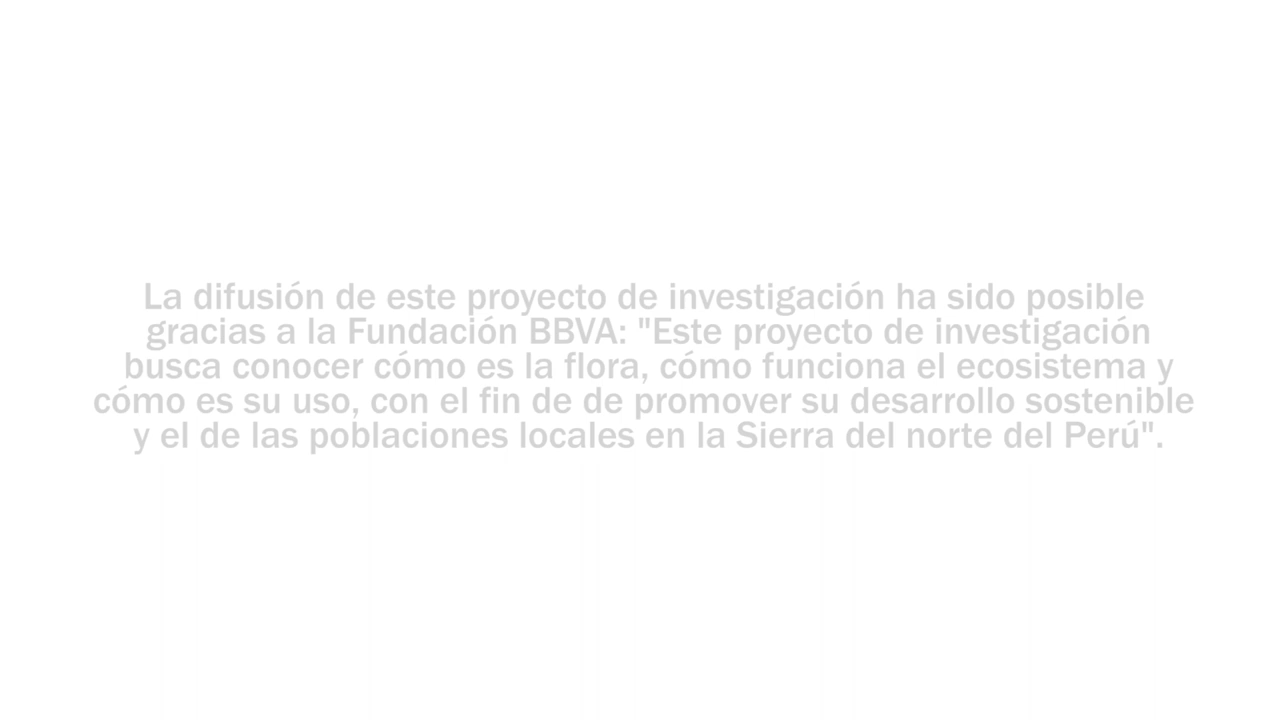 La difusión de este proyecto de investigación ha sido posible
gracias a la Fundación BBVA: "Este proyecto de investigación
busca conocer cómo es la flora, cómo funciona el ecosistema y
cómo es su uso, con el fin de de promover su desarrollo sostenible
y el de las poblaciones locales en la Sierra del norte del Perú".